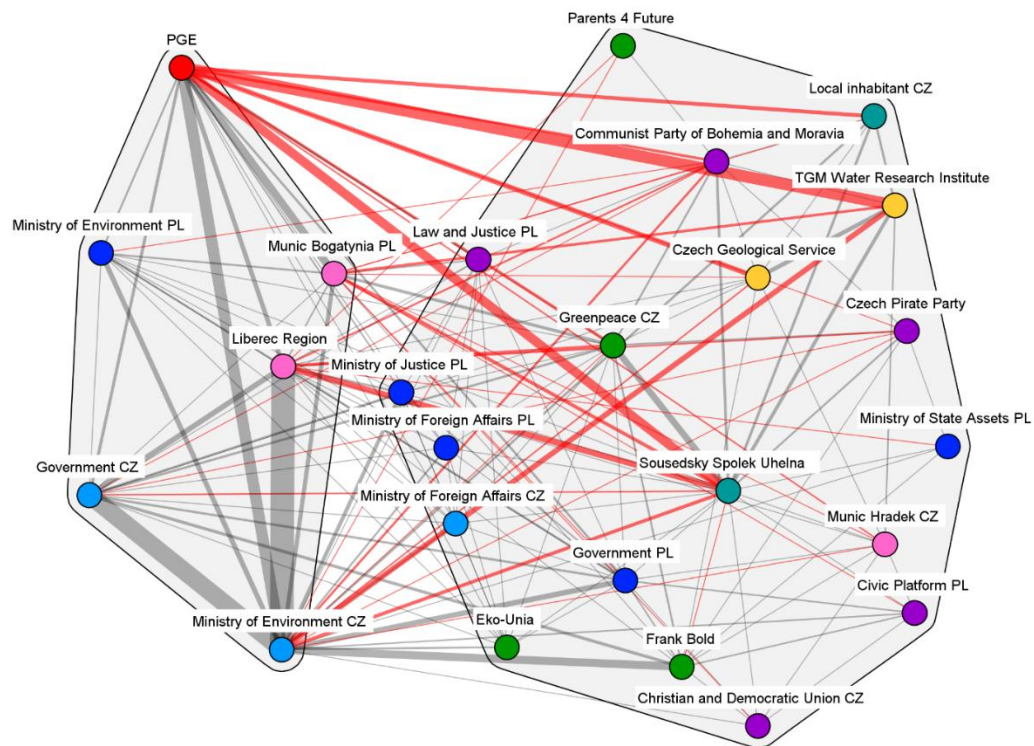 Parents 4 Future
PGE
Local inhabitant CZ
Communist Party of Bohemia and Moravia
TGM Water Research Institute
Law and Justice PL
Ministry of Environment PL
Munic Bogatynia PL
Czech Geological Service
Czech Pirate Party
Greenpeace CZ
Liberec Region
Ministry of Justice PL
Ministry of Foreign Affairs PL
Ministry of State Assets PL
Government CZ
Sousedsky Spolek Uhelna
Ministry of Foreign Affairs CZ
Munic Hradek CZ
Government PL
Civic Platform PL
Ministry of Environment CZ
Eko-Unia
Frank Bold
Christian and Democratic Union CZ